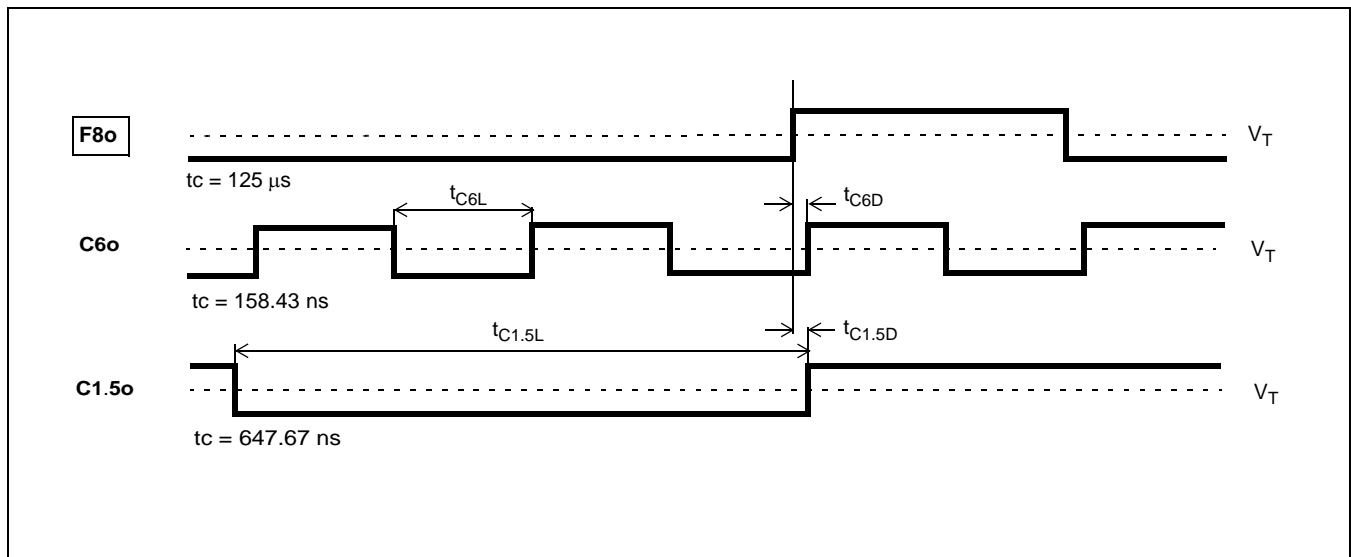 F8o
V_T
tc = 125 μs
t_C6L
t_C6D
C6o
V_T
tc = 158.43 ns
t_C1.5L
t_C1.5D
C1.5o
V_T
tc = 647.67 ns